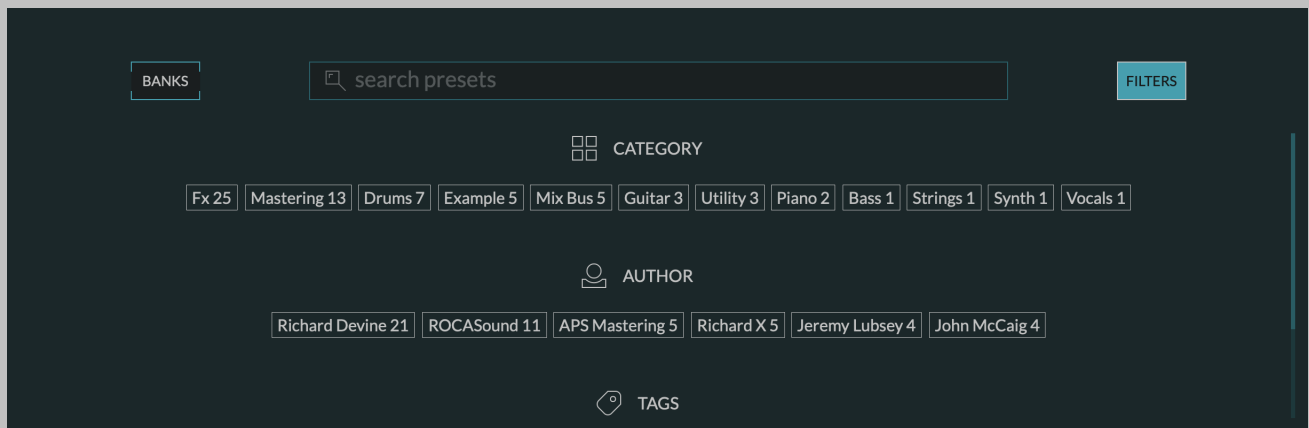 BANKS search presets FILTERS
CATEGORY
Fx 25 Mastering 13 Drums 7 Example 5 Mix Bus 5 Guitar 3 Utility 3 Piano 2 Bass 1 Strings 1 Synth 1 Vocals 1
AUTHOR
Richard Devine 21 ROCASound 11 APS Mastering 5 Richard X 5 Jeremy Lubsey 4 John McCaig 4
TAGS